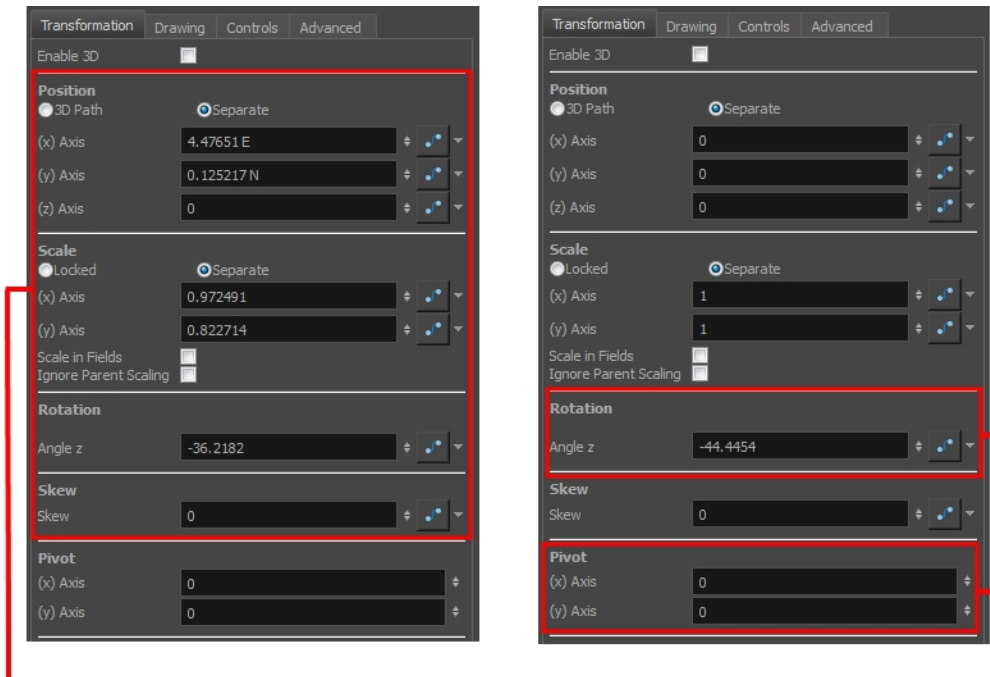 Transformation Drawing Controls Advanced
Enable 3D
Position
3D Path Separate
(x) Axis 4.47651 E
(y) Axis 0.125217 N
(z) Axis 0
Scale
Locked Separate
(x) Axis 0.972491
(y) Axis 0.822714
Scale in Fields
Ignore Parent Scaling
Rotation
Angle z -36.2182
Skew
Skew 0
Pivot
(x) Axis 0
(y) Axis 0
Transformation Drawing Controls Advanced
Enable 3D
Position
3D Path Separate
(x) Axis 0
(y) Axis 0
(z) Axis 0
Scale
Locked Separate
(x) Axis 1
(y) Axis 1
Scale in Fields
Ignore Parent Scaling
Rotation
Angle z -44.4454
Skew
Skew 0
Pivot
(x) Axis 0
(y) Axis 0